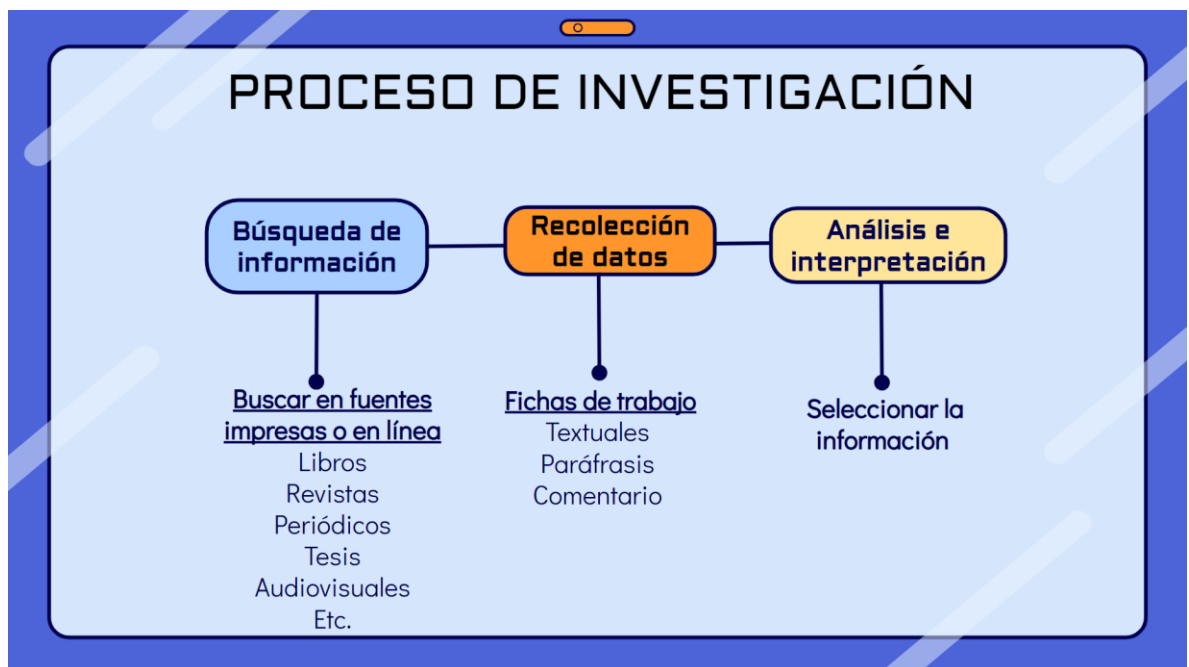 PROCESO DE INVESTIGACIÓN
Búsqueda de
información
Buscar en fuentes
impresas o en línea
Libros
Revistas
Periódicos
Tesis
Audiovisuales
Etc.
Recolección
de datos
Fichas de trabajo
Textuales
Paráfrasis
Comentario
Análisis e
interpretación
Seleccionar la
información